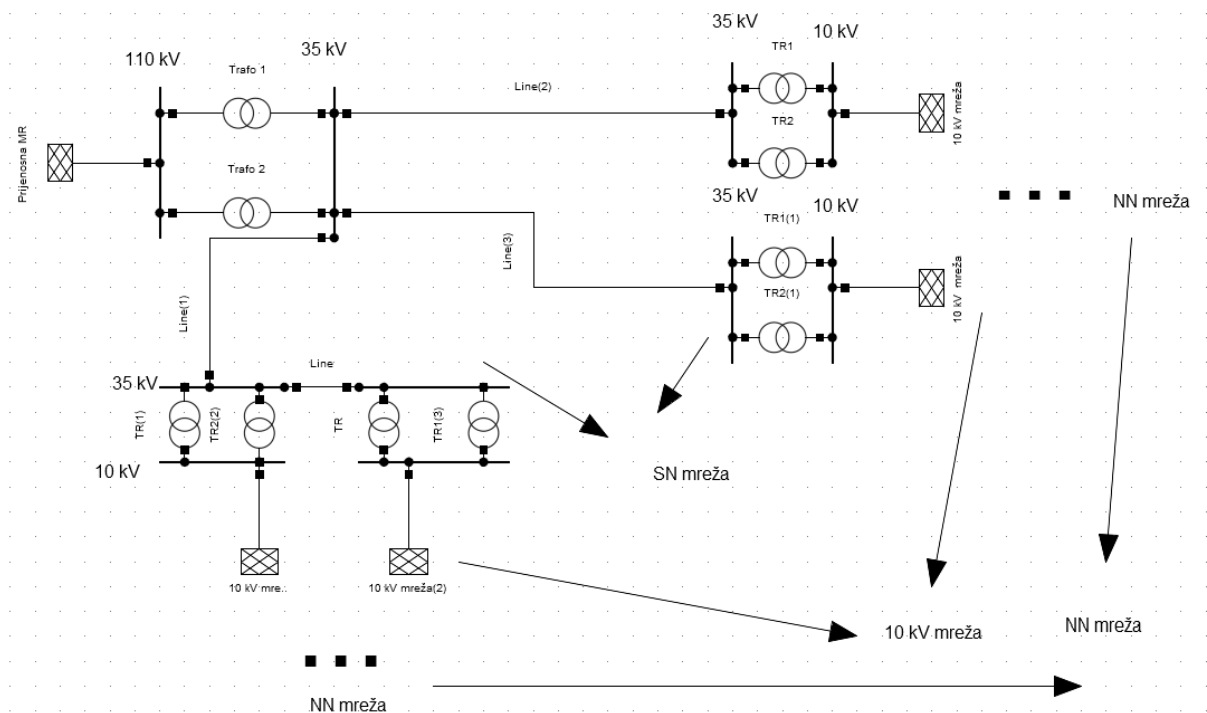 110 kV
35 kV
Trafo 1
Trafo 2
Prijenosna MR
Line(2)
35 kV
TR1
10 kV
TR2
10 kV mreža
35 kV
10 kV
TR1(1)
TR2(1)
10 kV mreža
NN mreža
Line(3)
Line(1)
35 kV
Line
TR(1)
TR2(2)
TR
TR1(3)
10 kV
SN mreža
10 kV mre..
10 kV mreža(2)
10 kV mreža
NN mreža
NN mreža